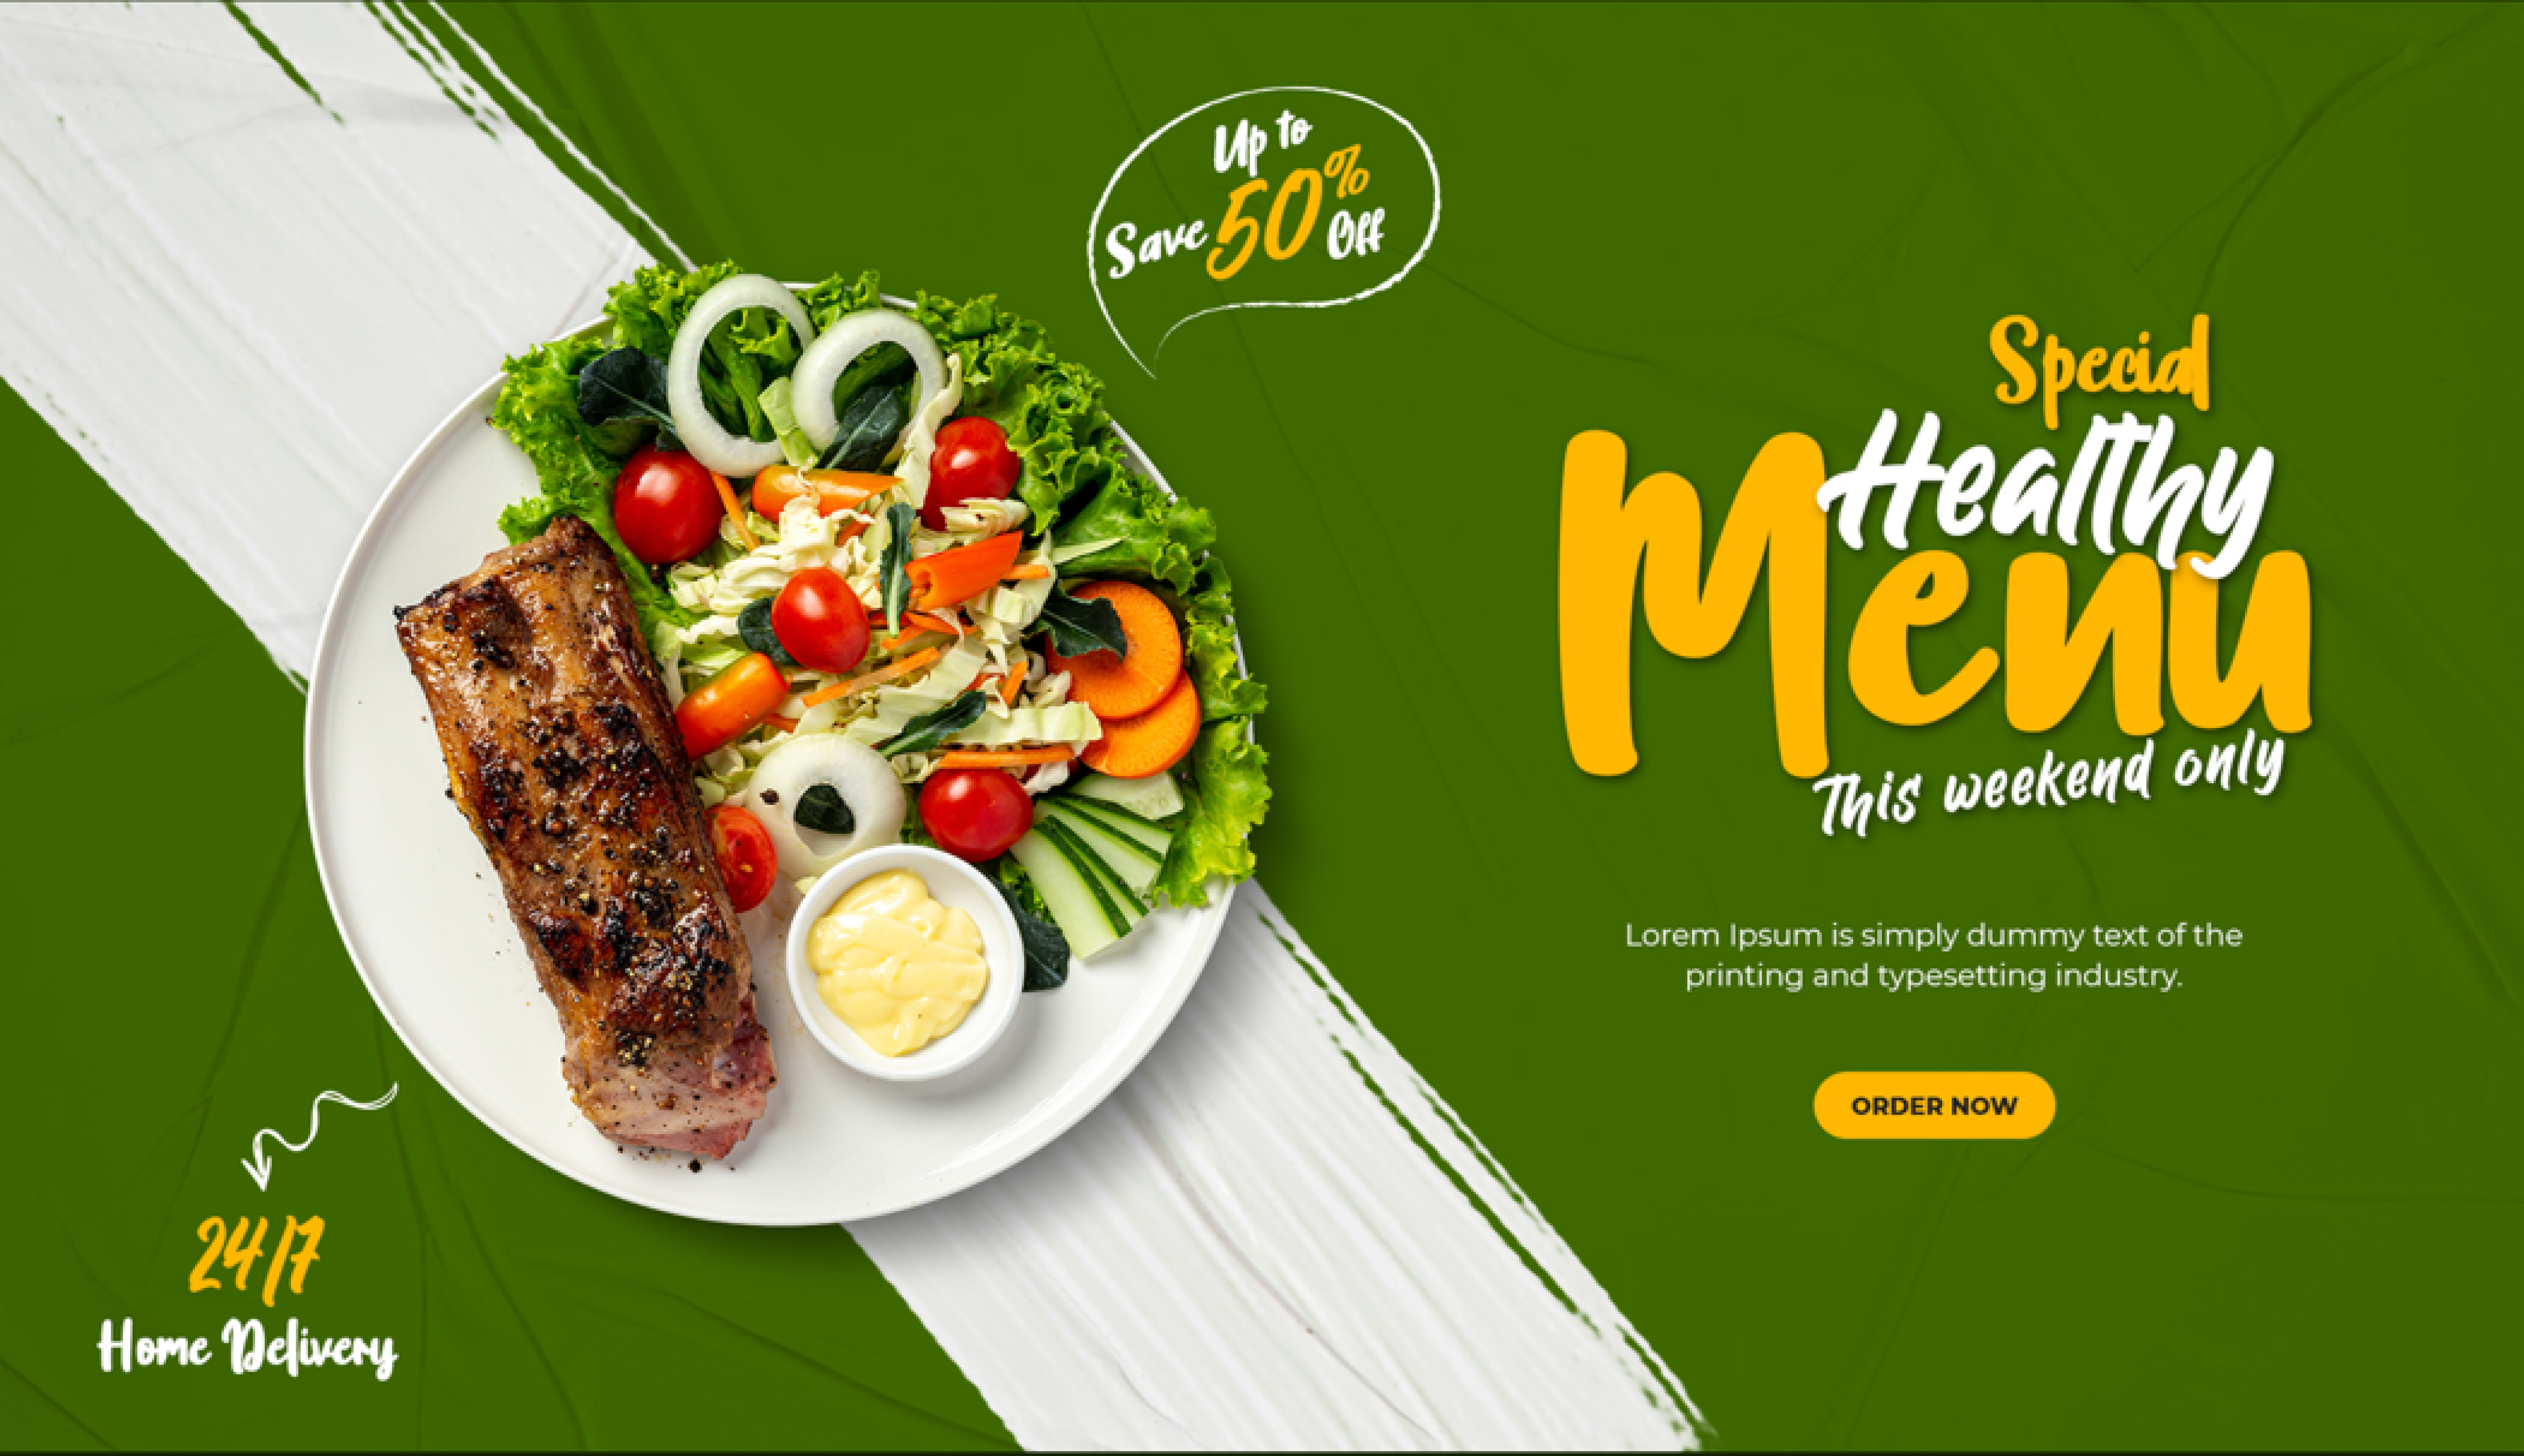 Up to
Save 50% Off
Special
Healthy
Menu
This weekend only
Lorem Ipsum is simply dummy text of the
printing and typesetting industry.
ORDER NOW
24/7
Home Delivery